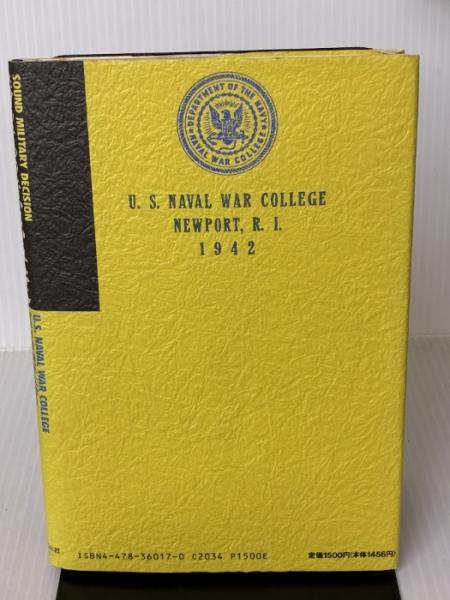 SOUND MILITARY DECISION
U.S. NAVAL WAR COLLEGE
DEPARTMENT OF THE NAVY
NAVAL WAR COLLEGE
U. S. NAVAL WAR COLLEGE
NEWPORT, R. I.
1942
ISBN4-478-36017-0 C2034 P1500E
定価1500円(本体1456円)